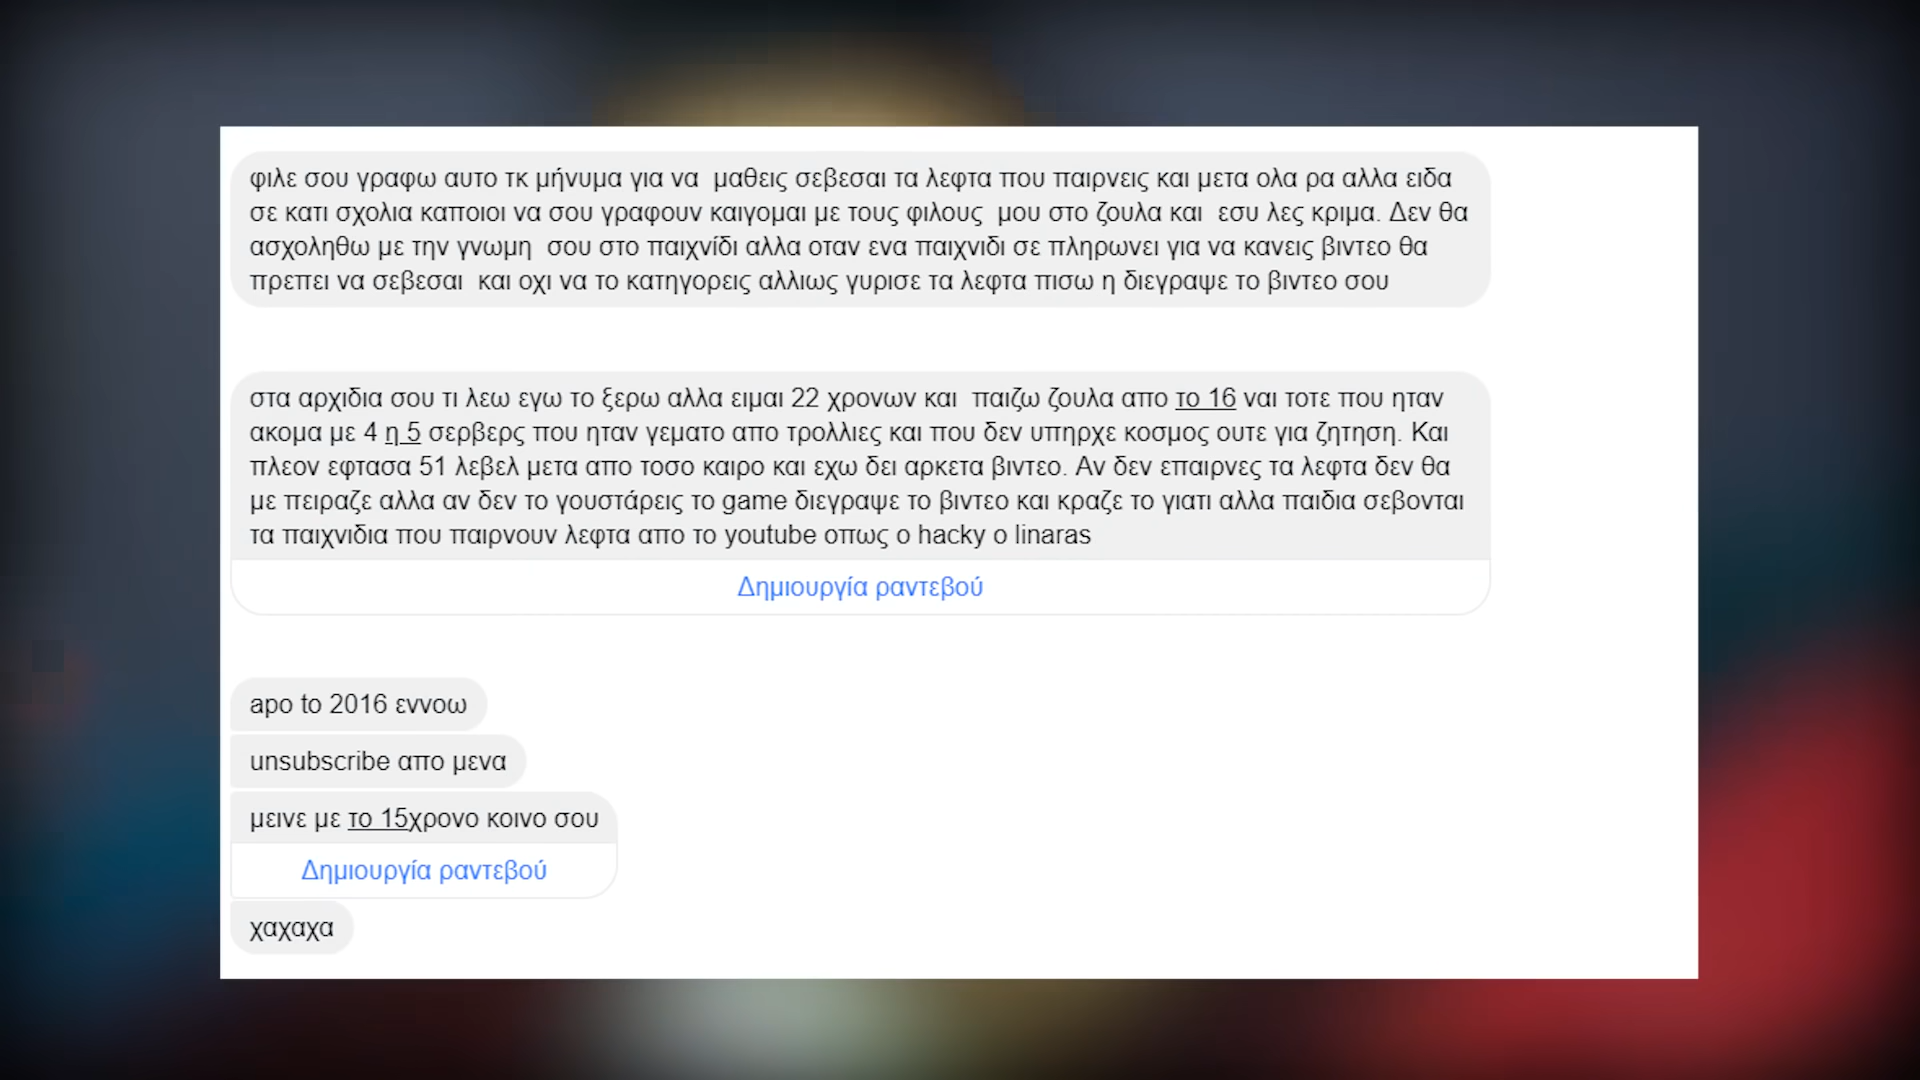 φιλε σου γραφω αυτο τκ μήνυμα για να  μαθεις σεβεσαι τα λεφτα που παιρνεις και μετα ολα ρα αλλα ειδα
σε κατι σχολια καποιοι να σου γραφουν καιγομαι με τους φιλους  μου στο ζουλα και  εσυ λες κριμα. Δεν θα
ασχοληθω με την γνωμη  σου στο παιχνίδι αλλα οταν ενα παιχνιδι σε πληρωνει για να κανεις βιντεο θα
πρεπει να σεβεσαι  και οχι να το κατηγορεις αλλιως γυρισε τα λεφτα πισω η διεγραψε το βιντεο σου
στα αρχιδια σου τι λεω εγω το ξερω αλλα ειμαι 22 χρονων και  παιζω ζουλα απο το 16 ναι τοτε που ηταν
ακομα με 4 η 5 σερβερς που ηταν γεματο απο τρολλιες και που δεν υπηρχε κοσμος ουτε για ζητηση. Και
πλεον εφτασα 51 λεβελ μετα απο τοσο καιρο και εχω δει αρκετα βιντεο. Αν δεν επαιρνες τα λεφτα δεν θα
με πειραζε αλλα αν δεν το γουστάρεις το game διεγραψε το βιντεο και κραζε το γιατι αλλα παιδια σεβονται
τα παιχνιδια που παιρνουν λεφτα απο το youtube οπως ο hacky ο linaras
Δημιουργία ραντεβού
apo to 2016 εννοω
unsubscribe απο μενα
μεινε με το 15χρονο κοινο σου
Δημιουργία ραντεβού
χαχαχα